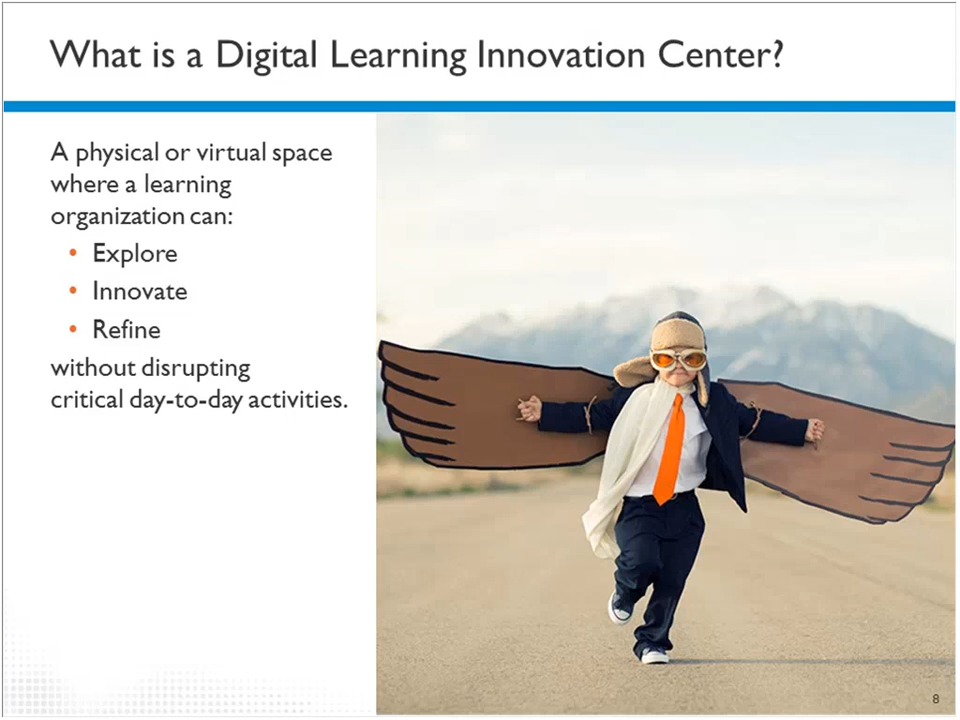 What is a Digital Learning Innovation Center?
A physical or virtual space
where a learning
organization can:
• Explore
• Innovate
• Refine
without disrupting
critical day-to-day activities.
8